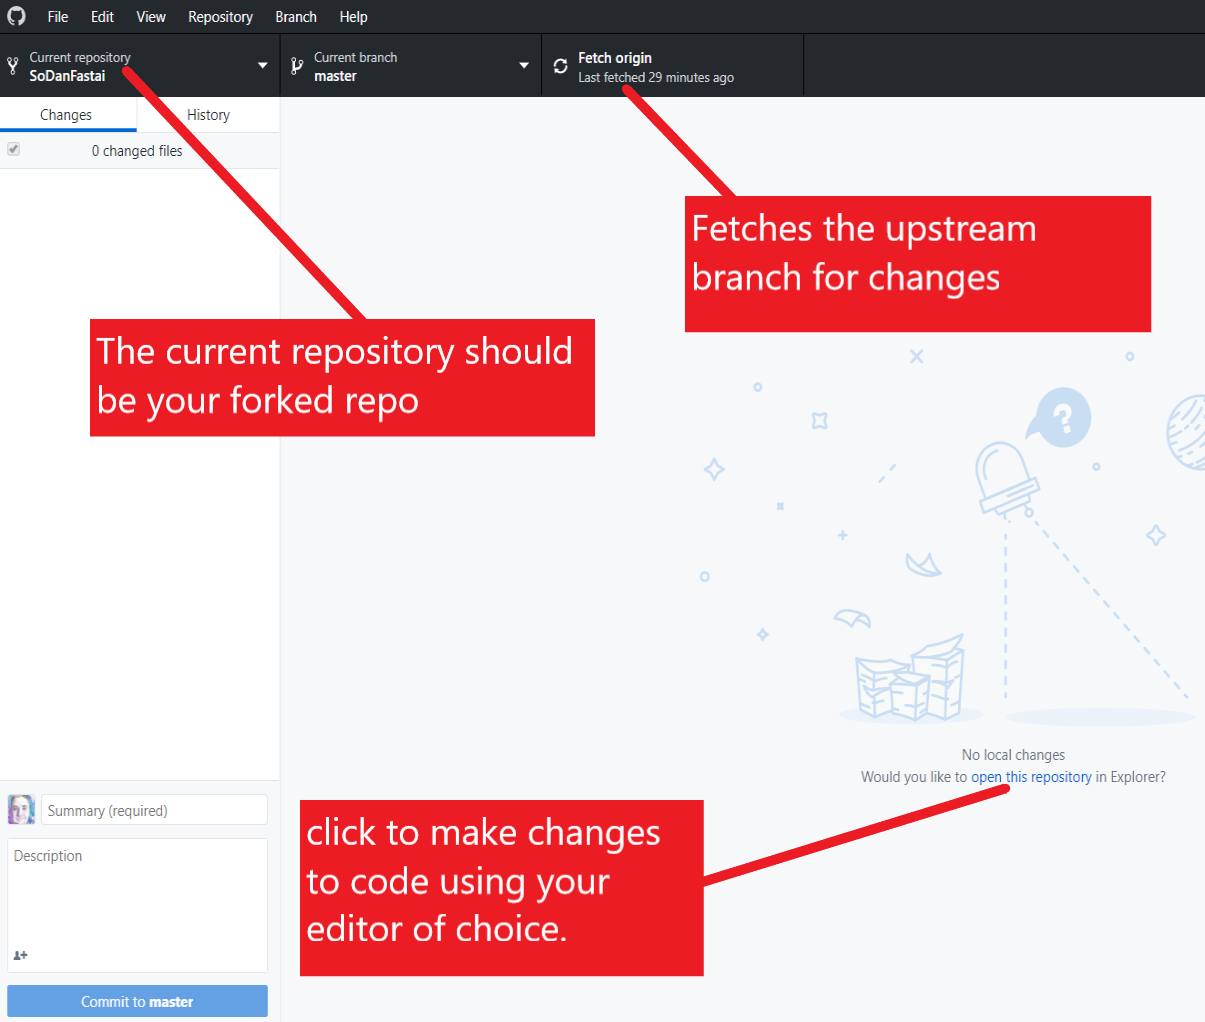 File Edit View Repository Branch Help
Current repository
SoDanFastai
Current branch
master
Fetch origin
Last fetched 29 minutes ago
Changes History
0 changed files
Fetches the upstream
branch for changes
The current repository should
be your forked repo
?
No local changes
Would you like to open this repository in Explorer?
Summary (required)
Description
click to make changes
to code using your
editor of choice.
Commit to master